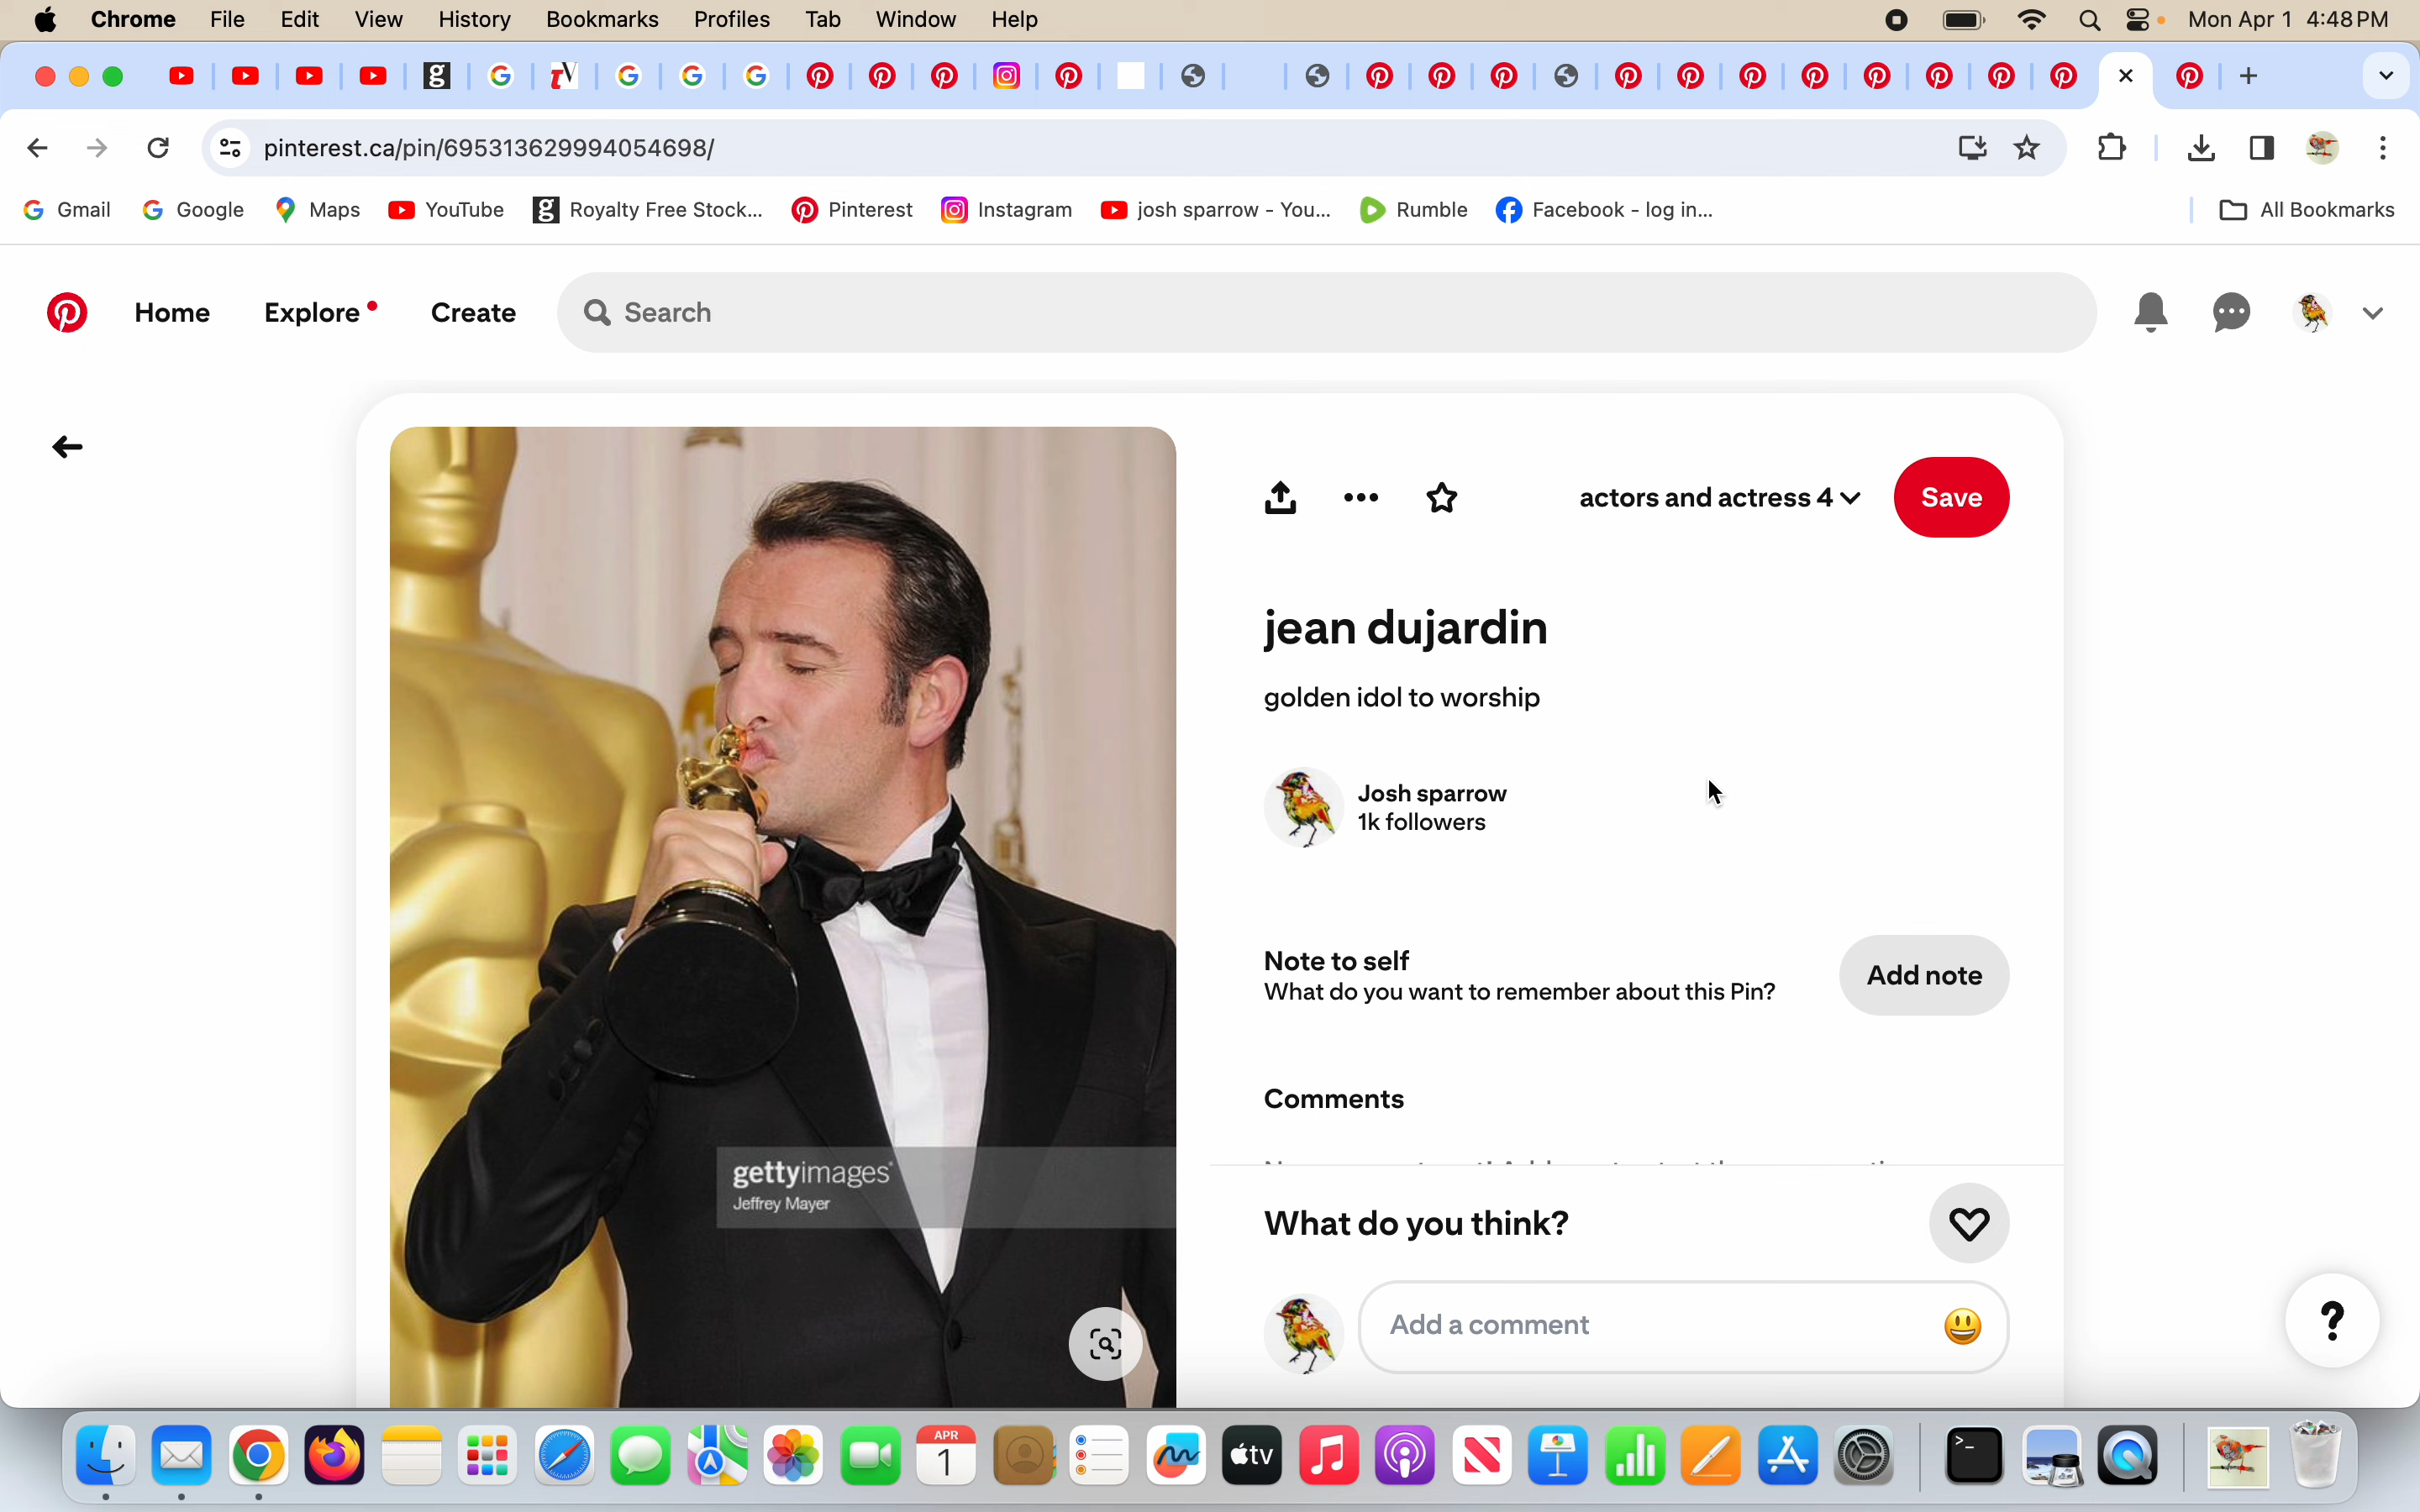 Chrome File Edit View History Bookmarks Profiles Tab Window Help Mon Apr 1 4:48 PM
pinterest.ca/pin/695313629994054698/
Gmail Google Maps YouTube Royalty Free Stock... Pinterest Instagram josh sparrow - You... Rumble Facebook - log in... All Bookmarks
Home Explore Create Search
actors and actress 4 Save
jean dujardin
golden idol to worship
Josh sparrow
1k followers
Note to self
What do you want to remember about this Pin?
Add note
Comments
gettyimages
Jeffrey Mayer
What do you think?
Add a comment
?
APR
1
tv